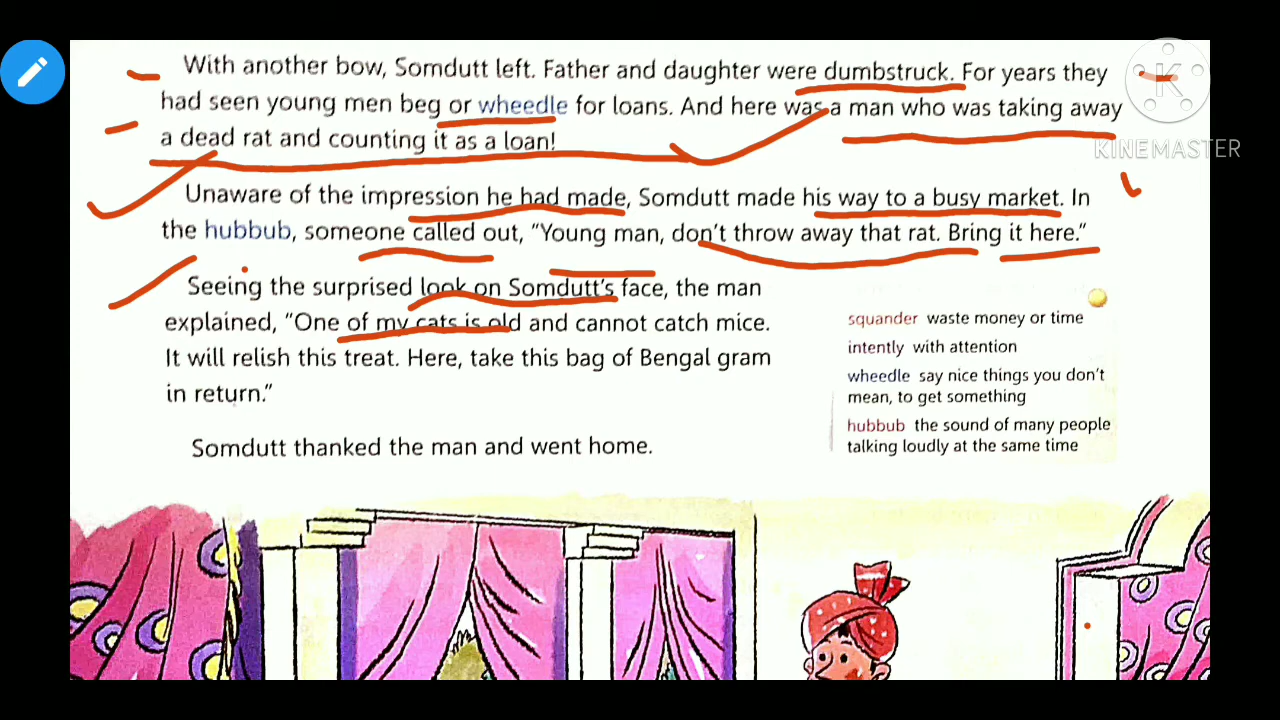 With another bow, Somdutt left. Father and daughter were dumbstruck. For years they
had seen young men beg or wheedle for loans. And here was a man who was taking away
a dead rat and counting it as a loan!
Unaware of the impression he had made, Somdutt made his way to a busy market. In
the hubbub, someone called out, “Young man, don't throw away that rat. Bring it here.”
Seeing the surprised look on Somdutt's face, the man
explained, “One of my cats is old and cannot catch mice.
It will relish this treat. Here, take this bag of Bengal gram
in return.”
Somdutt thanked the man and went home.
squander waste money or time
intently with attention
wheedle say nice things you don't
mean, to get something
hubbub the sound of many people
talking loudly at the same time
K
KINEMASTER